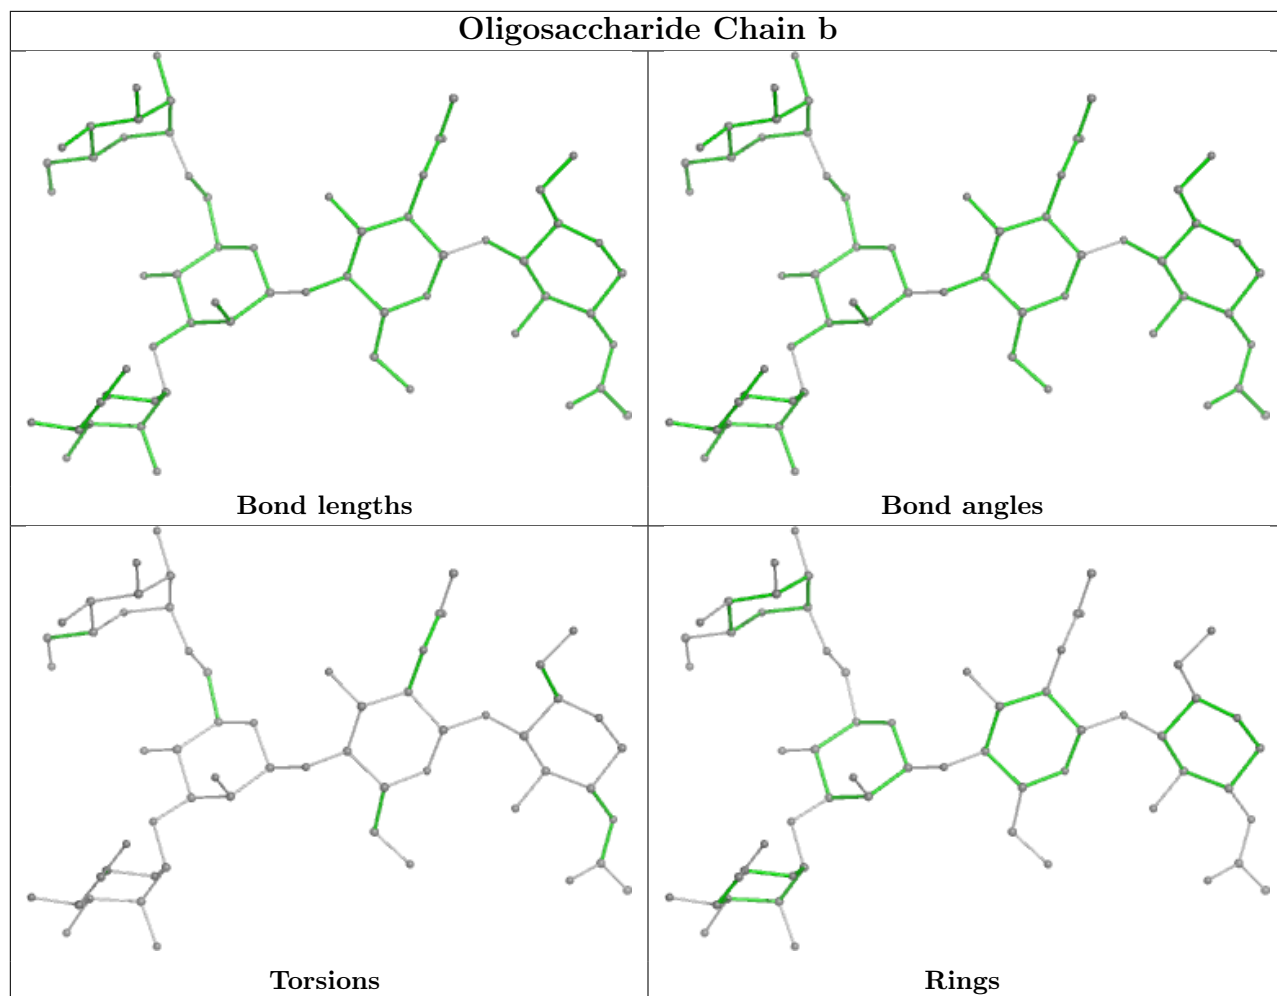 Oligosaccharide Chain b
Bond lengths
Bond angles
Torsions
Rings